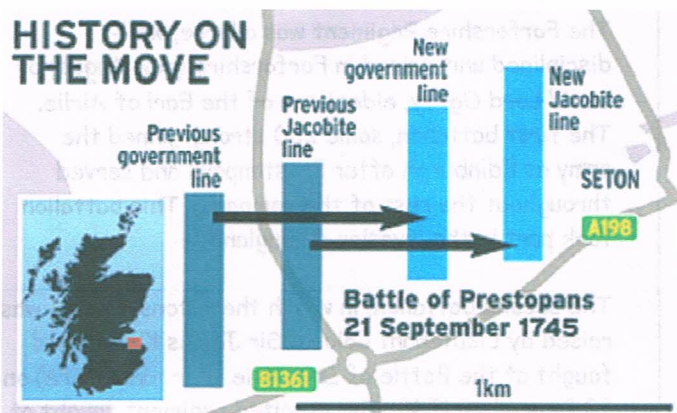 HISTORY ON
THE MOVE
Previous
government
line
Previous
Jacobite
line
New
government
line
New
Jacobite
line
SETON
A198
Battle of Prestopans
21 September 1745
B1361
1km